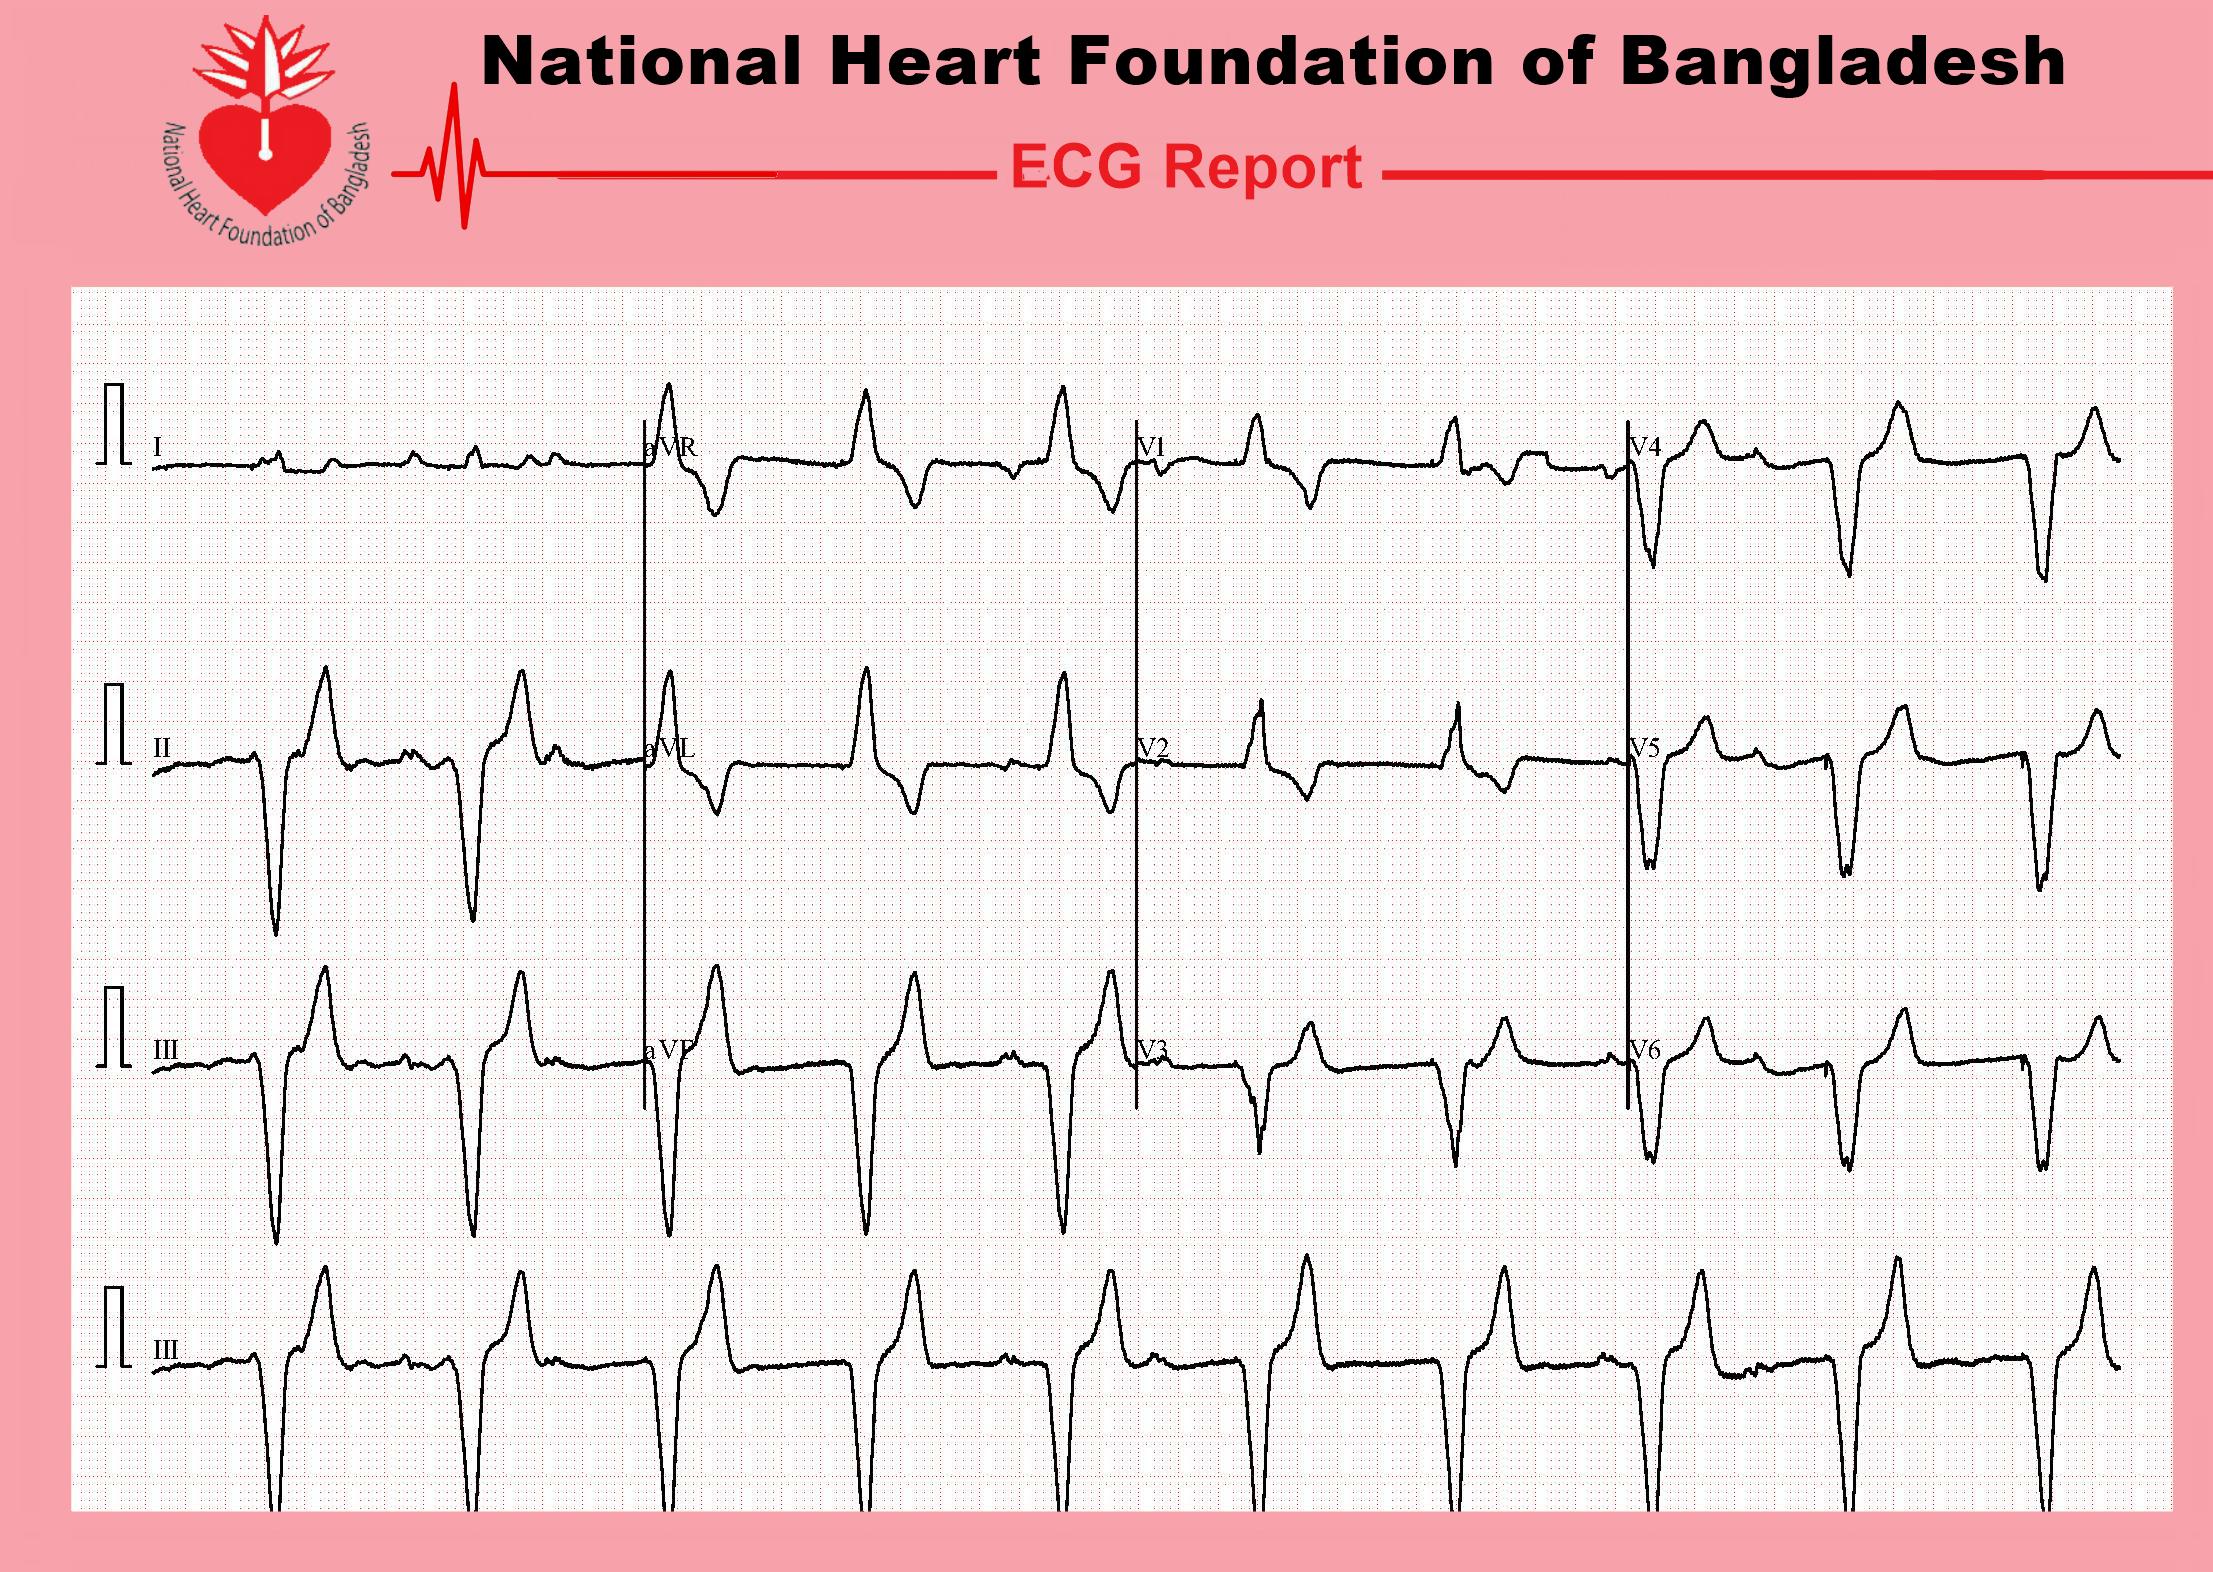 National Heart Foundation of Bangladesh
National Heart Foundation of Bangladesh
ECG Report
I
aVR
V1
V4
II
aVL
V2
V5
III
aVF
V3
V6
III